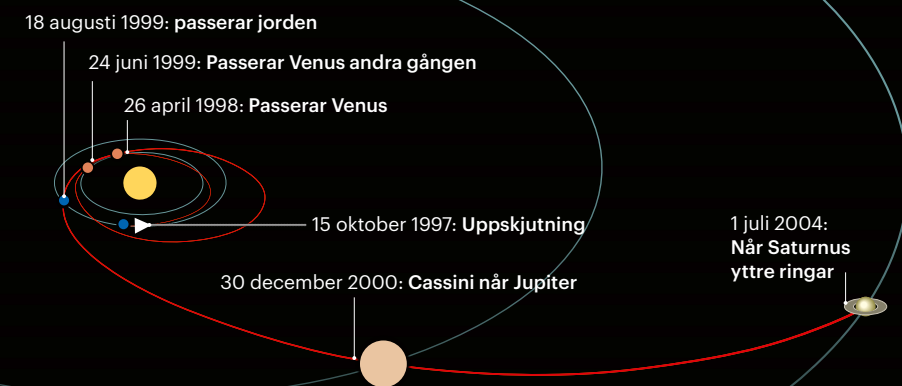 18 augusti 1999: passerar jorden
24 juni 1999: Passerar Venus andra gången
26 april 1998: Passerar Venus
15 oktober 1997: Uppskjutning
1 juli 2004:
Når Saturnus
yttre ringar
30 december 2000: Cassini når Jupiter